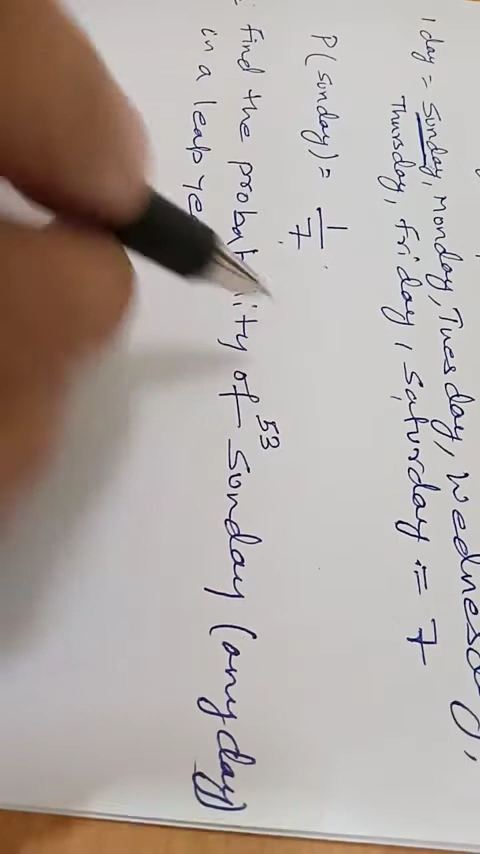 1 day = Sunday, Monday, Tuesday, Wednesday,
Thursday, Friday, Saturday = 7
P(Sunday) = 1/7
: find the probability of 53 Sunday (any day)
in a leap ye